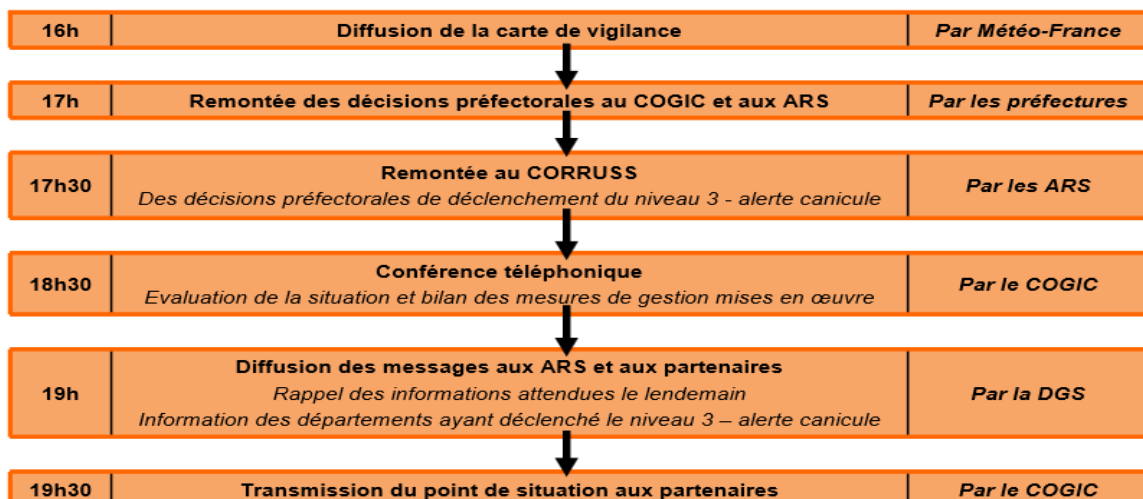 16h Diffusion de la carte de vigilance Par Météo-France
17h Remontée des décisions préfectorales au COGIC et aux ARS Par les préfectures
17h30 Remontée au CORRUSS Par les ARS
Des décisions préfectorales de déclenchement du niveau 3 - alerte canicule
18h30 Conférence téléphonique Par le COGIC
Evaluation de la situation et bilan des mesures de gestion mises en œuvre
19h Diffusion des messages aux ARS et aux partenaires Par la DGS
Rappel des informations attendues le lendemain
Information des départements ayant déclenché le niveau 3 – alerte canicule
19h30 Transmission du point de situation aux partenaires Par le COGIC